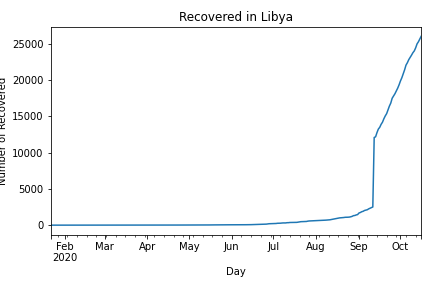 Recovered in Libya
Number of Recovered
25000
20000
15000
10000
5000
0
Feb Mar Apr May Jun Jul Aug Sep Oct
2020
Day